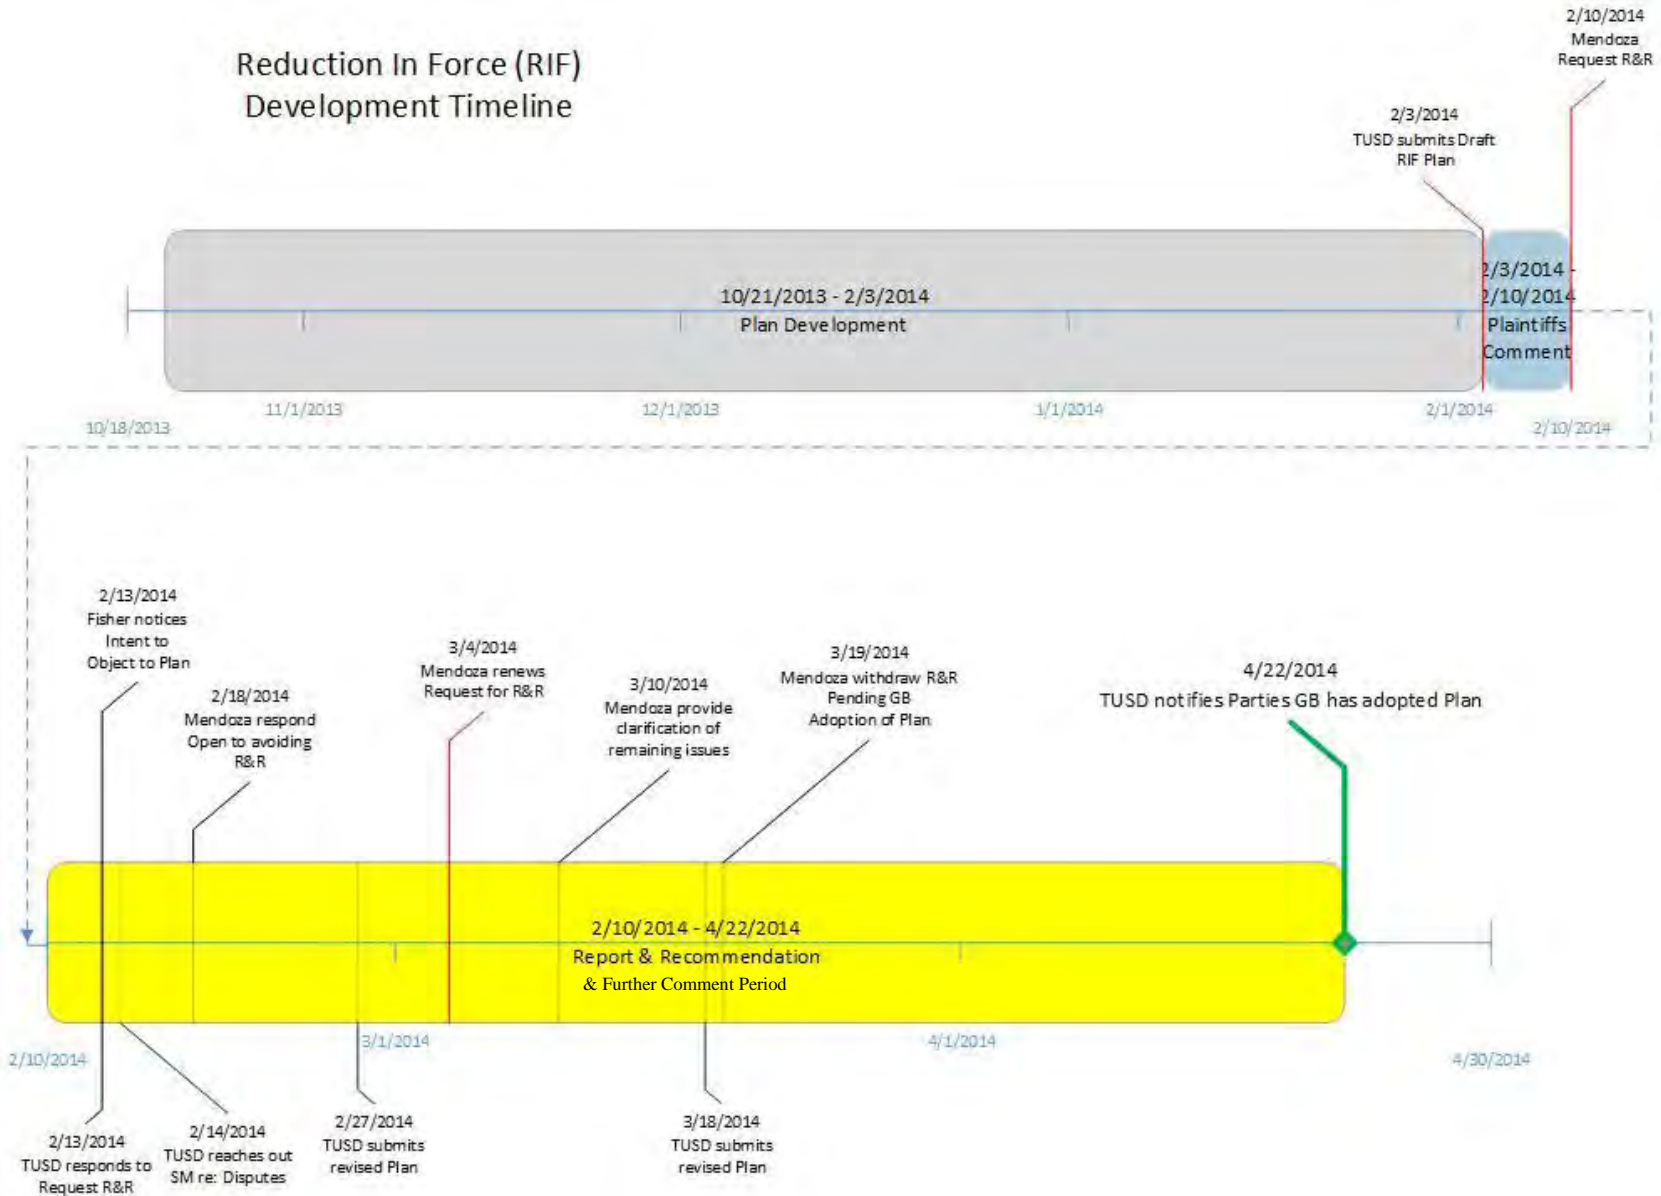 Reduction In Force (RIF)
Development Timeline
2/10/2014
Mendoza
Request R&R
2/3/2014
TUSD submits Draft
RIF Plan
10/21/2013 - 2/3/2014
Plan Development
2/3/2014 -
2/10/2014
Plaintiffs
Comment
10/18/2013
11/1/2013
12/1/2013
1/1/2014
2/1/2014
2/10/2014
2/13/2014
Fisher notices
Intent to
Object to Plan
2/18/2014
Mendoza respond
Open to avoiding
R&R
3/4/2014
Mendoza renews
Request for R&R
3/10/2014
Mendoza provide
clarification of
remaining issues
3/19/2014
Mendoza withdraw R&R
Pending GB
Adoption of Plan
4/22/2014
TUSD notifies Parties GB has adopted Plan
2/10/2014 - 4/22/2014
Report & Recommendation
& Further Comment Period
2/10/2014
3/1/2014
4/1/2014
4/30/2014
2/13/2014
TUSD responds to
Request R&R
2/14/2014
TUSD reaches out
SM re: Disputes
2/27/2014
TUSD submits
revised Plan
3/18/2014
TUSD submits
revised Plan